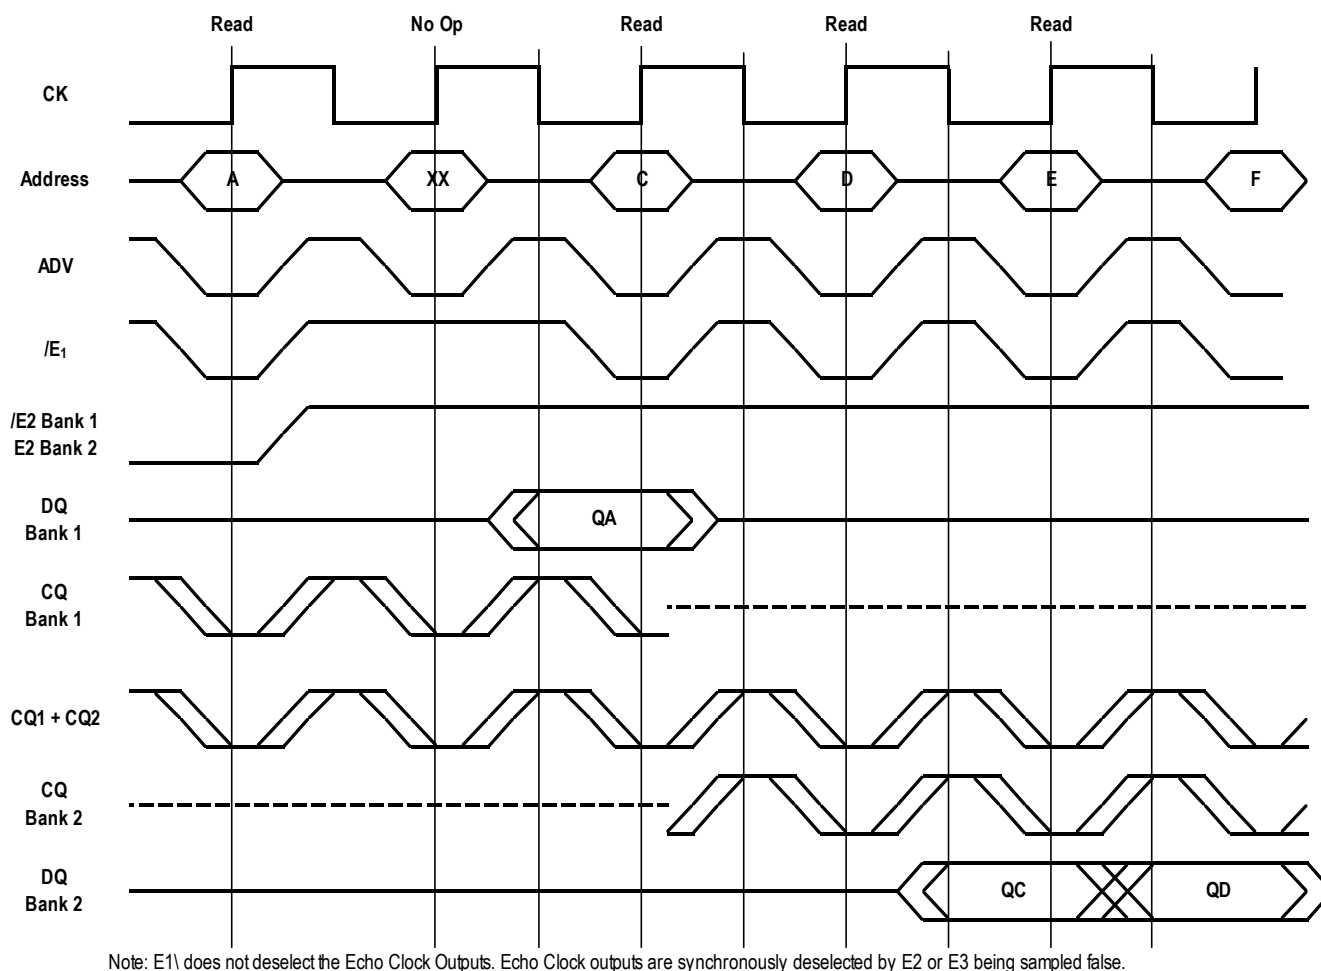 Read No Op Read Read Read
CK
Address A XX C D E F
ADV
/E1
/E2 Bank 1
E2 Bank 2
DQ
Bank 1
QA
CQ
Bank 1
CQ1 + CQ2
CQ
Bank 2
DQ
Bank 2
QC QD
Note: E1\ does not deselect the Echo Clock Outputs. Echo Clock outputs are synchronously deselected by E2 or E3 being sampled false.